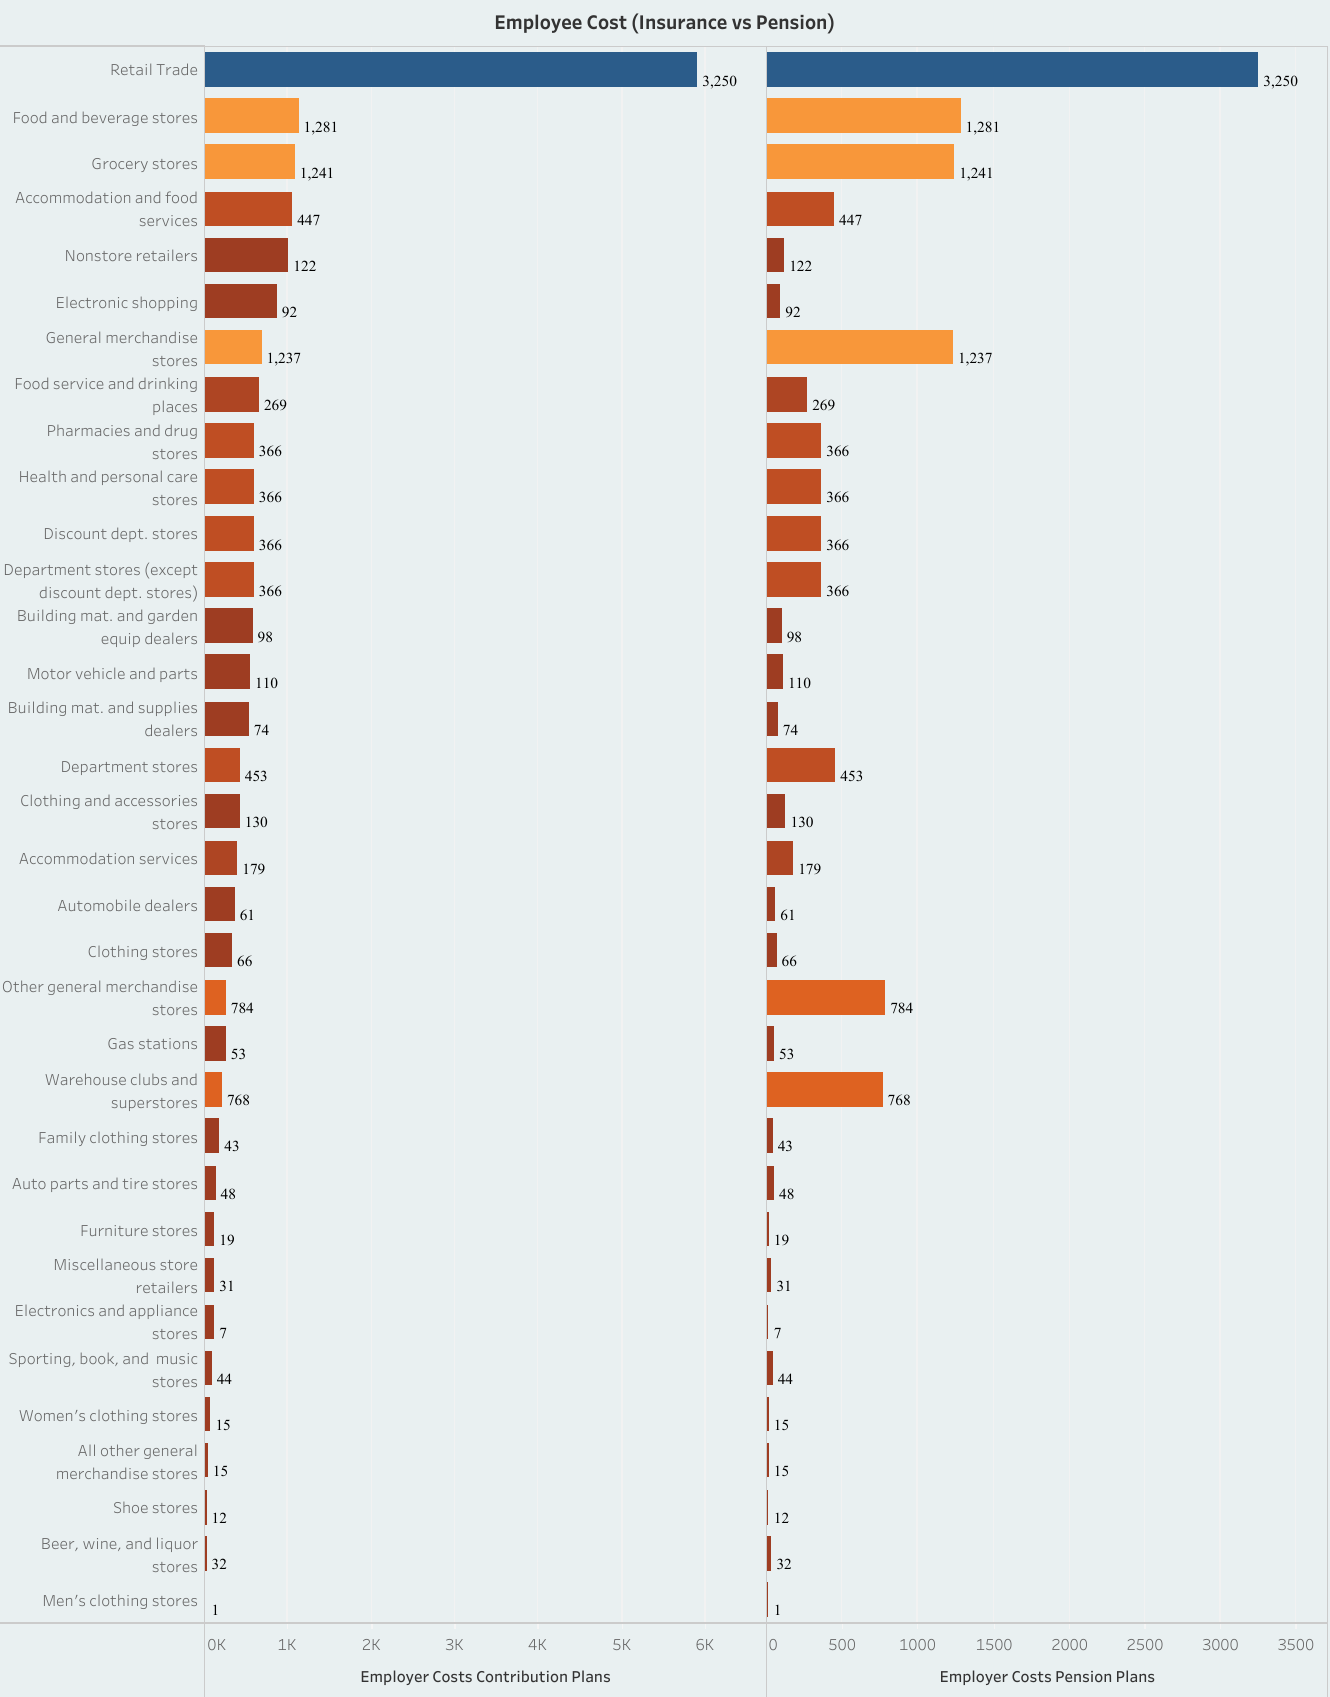 Employee Cost (Insurance vs Pension)
Retail Trade
3,250
3,250
Food and beverage stores
1,281
1,281
Grocery stores
1,241
1,241
Accommodation and food
services
447
447
Nonstore retailers
122
122
Electronic shopping
92
92
General merchandise
stores
1,237
1,237
Food service and drinking
places
269
269
Pharmacies and drug
stores
366
366
Health and personal care
stores
366
366
Discount dept. stores
366
366
Department stores (except
discount dept. stores)
366
366
Building mat. and garden
equip dealers
98
98
Motor vehicle and parts
110
110
Building mat. and supplies
dealers
74
74
Department stores
453
453
Clothing and accessories
stores
130
130
Accommodation services
179
179
Automobile dealers
61
61
Clothing stores
66
66
Other general merchandise
stores
784
784
Gas stations
53
53
Warehouse clubs and
superstores
768
768
Family clothing stores
43
43
Auto parts and tire stores
48
48
Furniture stores
19
19
Miscellaneous store
retailers
31
31
Electronics and appliance
stores
7
7
Sporting, book, and  music
stores
44
44
Women's clothing stores
15
15
All other general
merchandise stores
15
15
Shoe stores
12
12
Beer, wine, and liquor
stores
32
32
Men's clothing stores
1
1
0K 1K 2K 3K 4K 5K 6K
0 500 1000 1500 2000 2500 3000 3500
Employer Costs Contribution Plans
Employer Costs Pension Plans